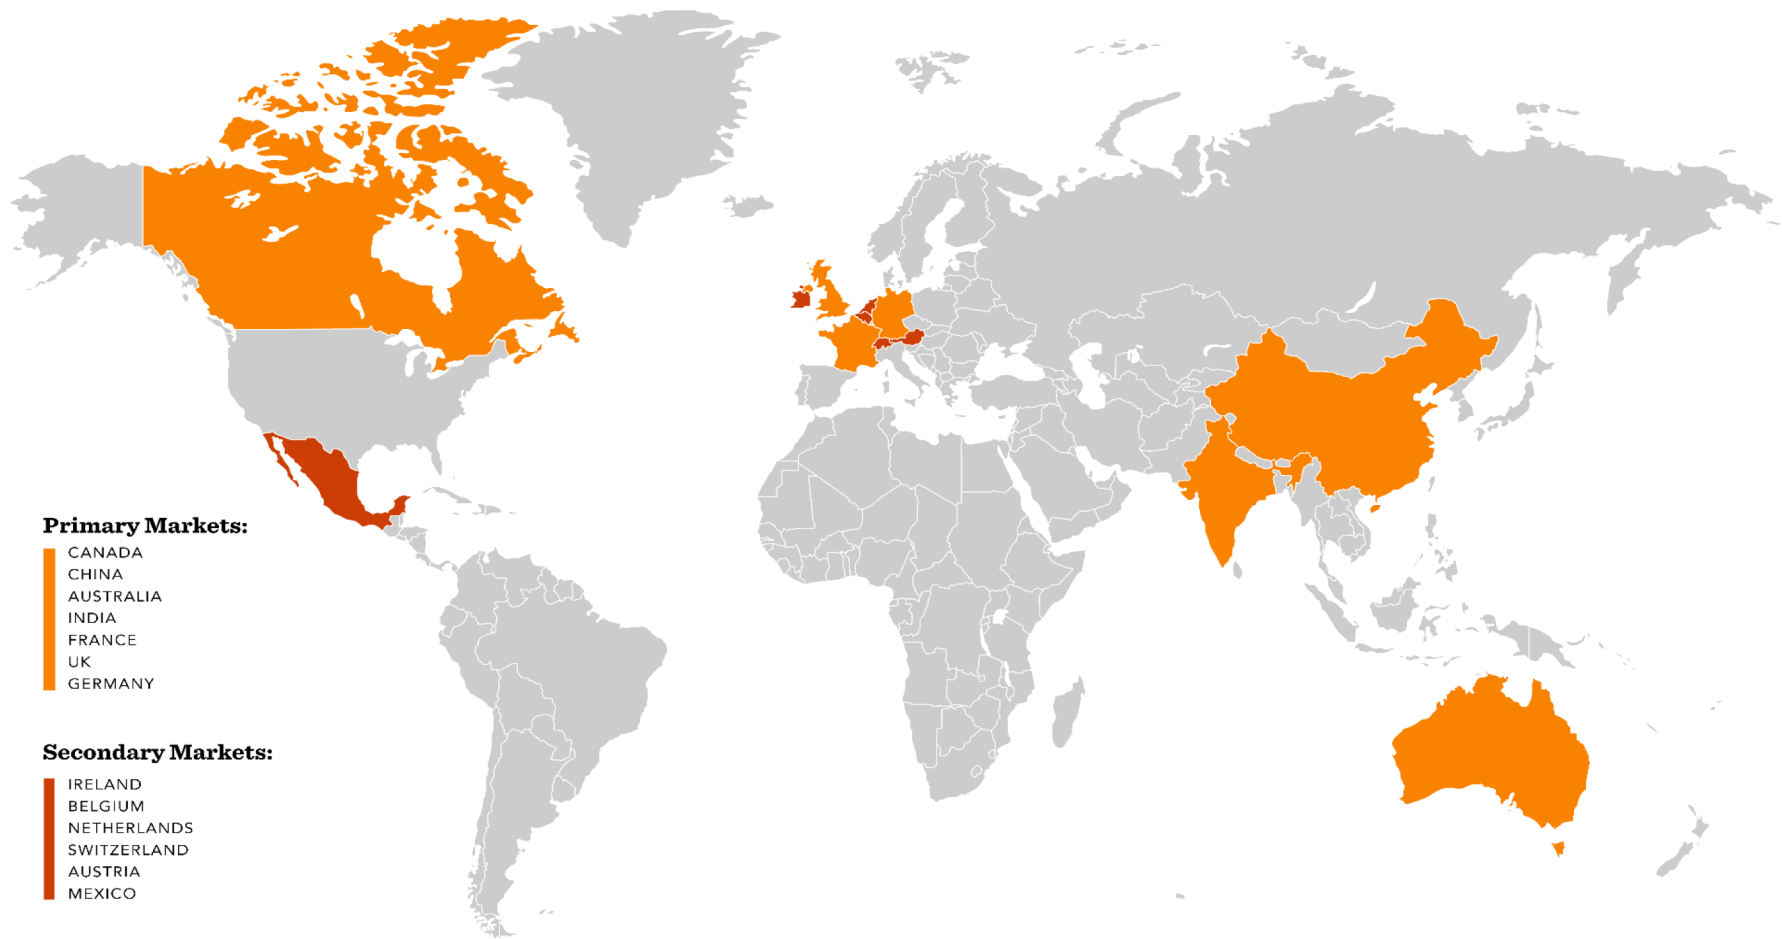 Primary Markets:
CANADA
CHINA
AUSTRALIA
INDIA
FRANCE
UK
GERMANY
Secondary Markets:
IRELAND
BELGIUM
NETHERLANDS
SWITZERLAND
AUSTRIA
MEXICO